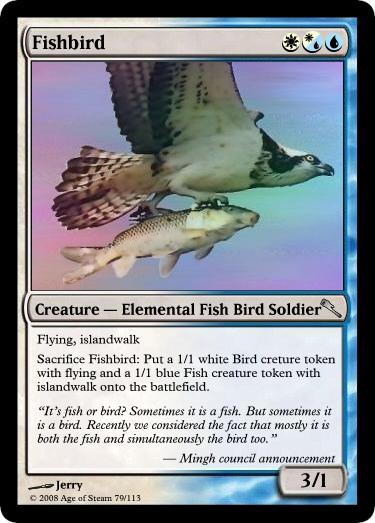 Fishbird
Creature — Elemental Fish Bird Soldier
Flying, islandwalk
Sacrifice Fishbird: Put a 1/1 white Bird creture token
with flying and a 1/1 blue Fish creature token with
islandwalk onto the battlefield.
“It's fish or bird? Sometimes it is a fish. But sometimes it
is a bird. Recently we considered the fact that mostly it is
both the fish and simultaneously the bird too.”
— Mingh council announcement
3/1
Jerry
© 2008 Age of Steam 79/113